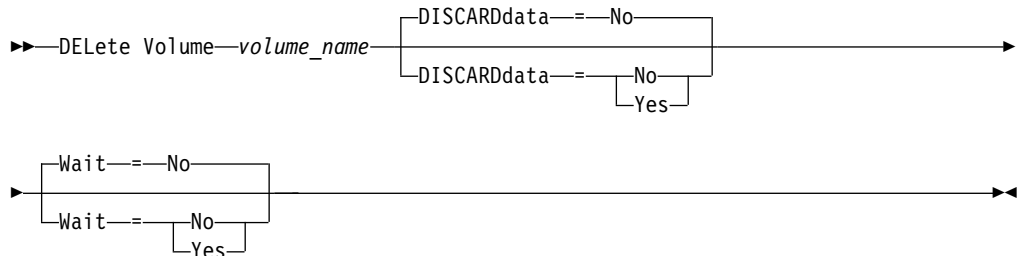 DISCARDdata = No
DELete Volume volume_name
DISCARDdata = No
Yes
Wait = No
Wait = No
Yes